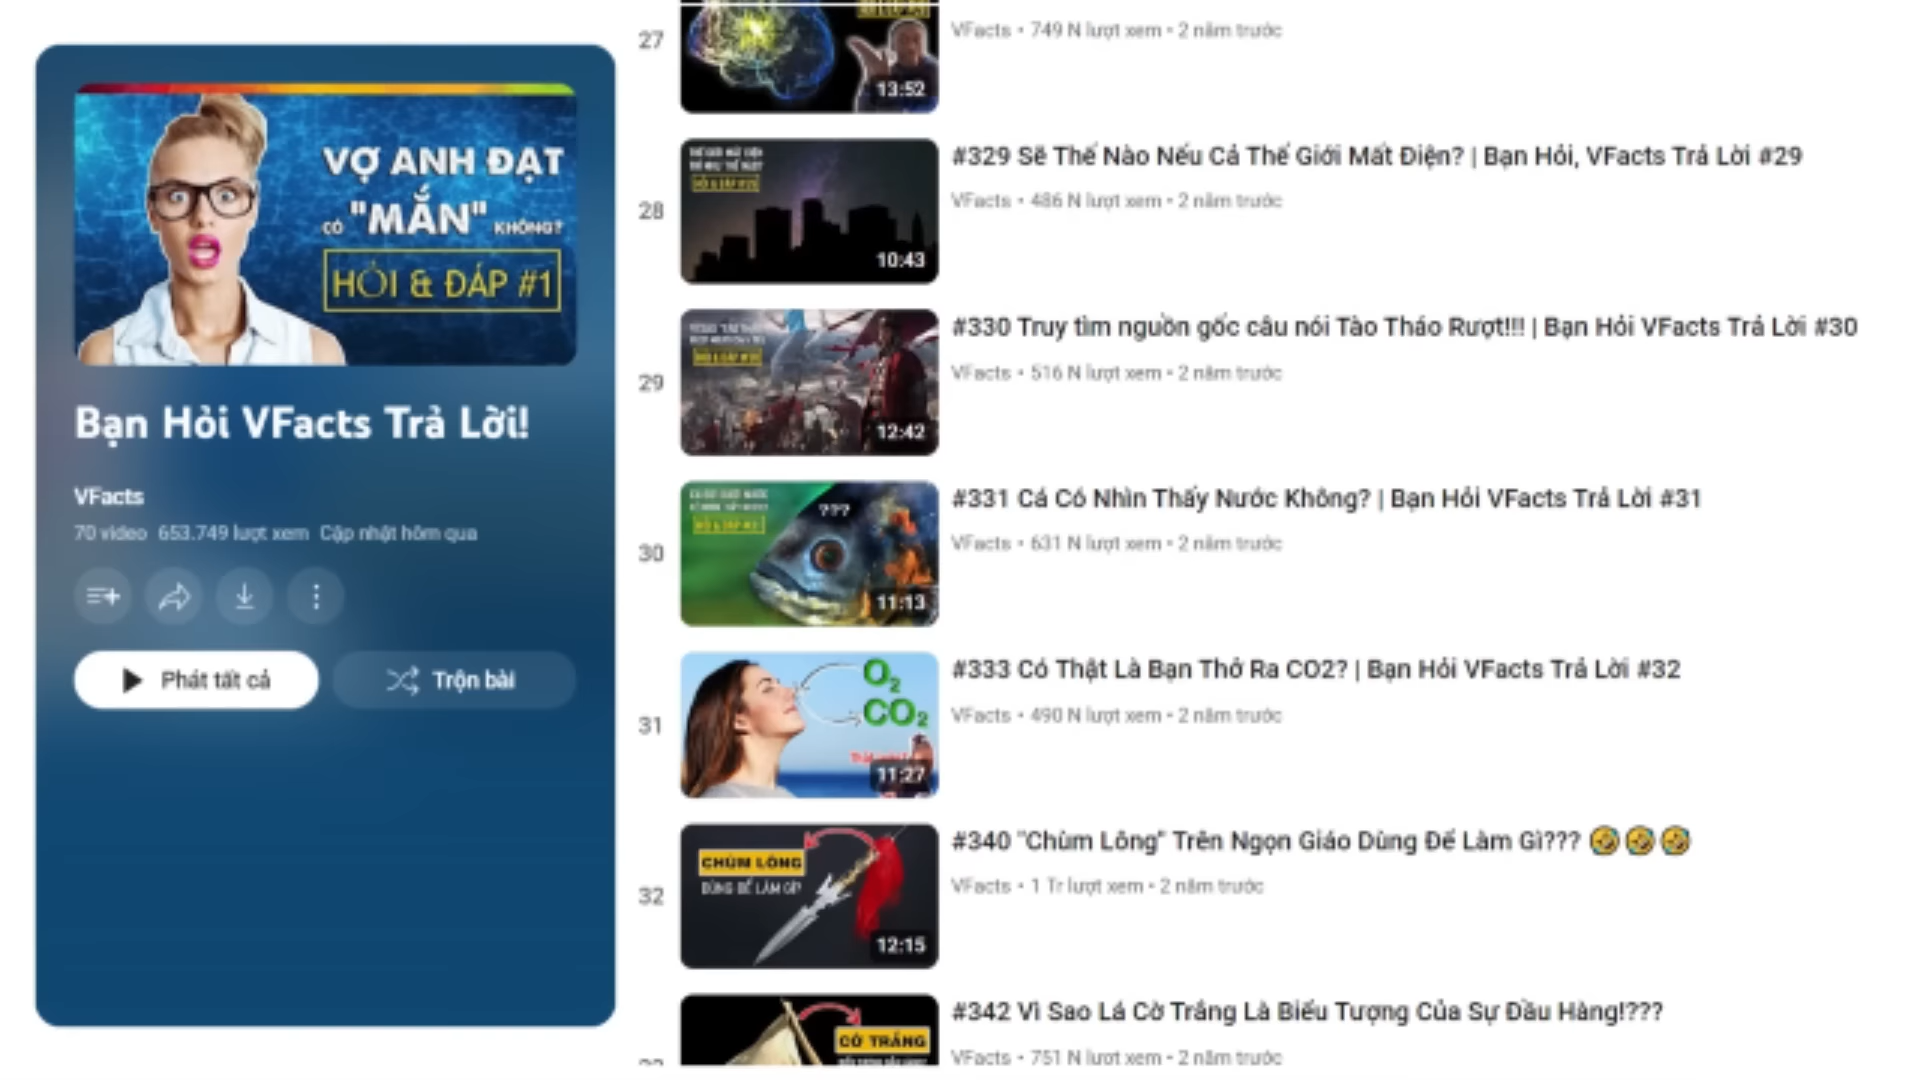 VỢ ANH ĐẠT
CÓ "MẮN" KHÔNG?
HỎI & ĐÁP #1
Bạn Hỏi VFacts Trả Lời!
VFacts
70 video 653.749 lượt xem Cập nhật hôm qua
Phát tất cả
Trộn bài
27
13:52
VFacts • 749 N lượt xem • 2 năm trước
28
10:43
#329 Sẽ Thế Nào Nếu Cả Thế Giới Mất Điện? | Bạn Hỏi, VFacts Trả Lời #29
VFacts • 486 N lượt xem • 2 năm trước
29
12:42
#330 Truy tìm nguồn gốc câu nói Tào Tháo Rượt!!! | Bạn Hỏi VFacts Trả Lời #30
VFacts • 516 N lượt xem • 2 năm trước
30
???
11:13
#331 Cá Có Nhìn Thấy Nước Không? | Bạn Hỏi VFacts Trả Lời #31
VFacts • 631 N lượt xem • 2 năm trước
31
O2
CO2
11:27
#333 Có Thật Là Bạn Thở Ra CO2? | Bạn Hỏi VFacts Trả Lời #32
VFacts • 490 N lượt xem • 2 năm trước
32
CHÙM LÔNG
DÙNG ĐỂ LÀM GÌ?
12:15
#340 "Chùm Lông" Trên Ngọn Giáo Dùng Để Làm Gì??? 🤣🤣🤣
VFacts • 1 Tr lượt xem • 2 năm trước
CỜ TRẮNG
#342 Vì Sao Lá Cờ Trắng Là Biểu Tượng Của Sự Đầu Hàng!???
VFacts • 751 N lượt xem • 2 năm trước